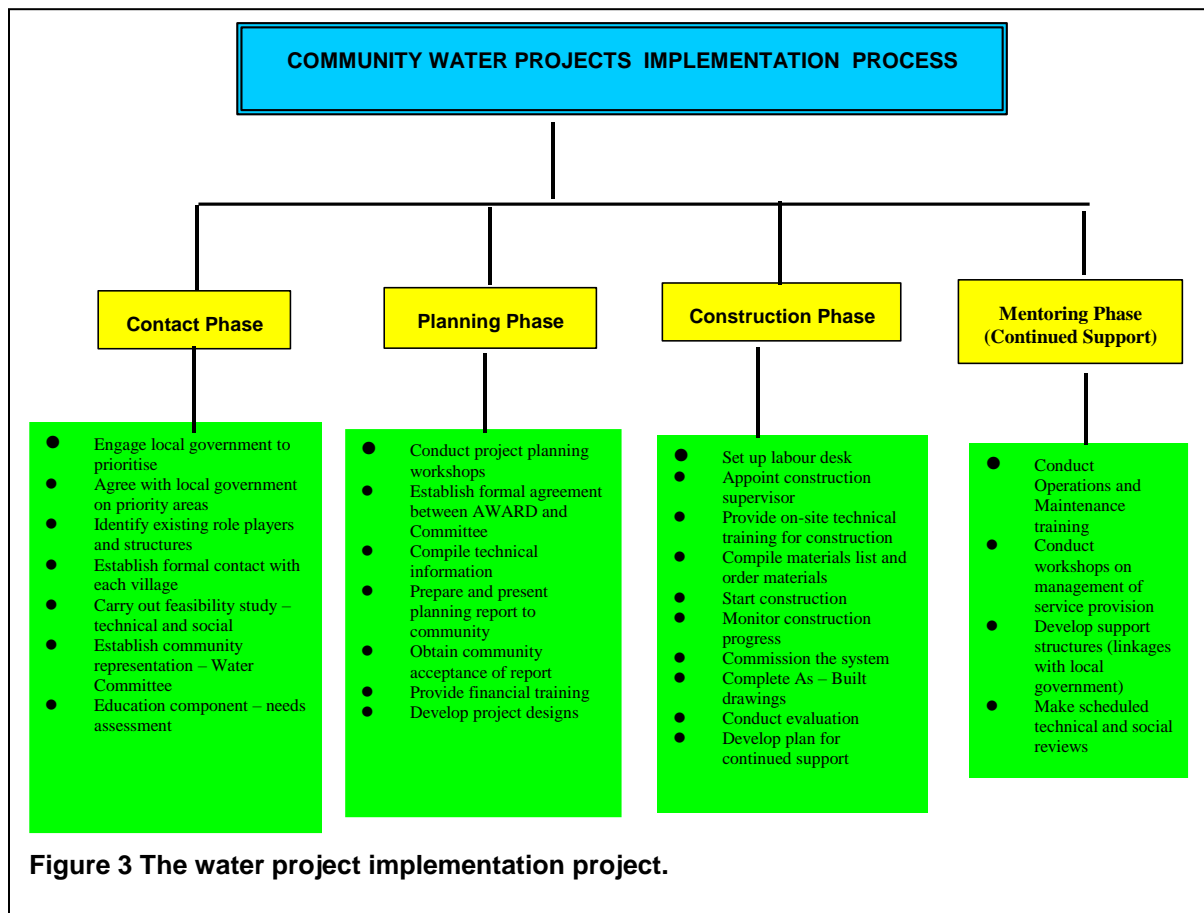 COMMUNITY WATER PROJECTS IMPLEMENTATION PROCESS
Contact Phase
● Engage local government to
prioritise
● Agree with local government
on priority areas
● Identify existing role players
and structures
● Establish formal contact with
each village
● Carry out feasibility study –
technical and social
● Establish community
representation – Water
Committee
● Education component – needs
assessment
Planning Phase
● Conduct project planning
workshops
● Establish formal agreement
between AWARD and
Committee
● Compile technical
information
● Prepare and present
planning report to
community
● Obtain community
acceptance of report
● Provide financial training
● Develop project designs
Construction Phase
● Set up labour desk
● Appoint construction
supervisor
● Provide on-site technical
training for construction
● Compile materials list and
order materials
● Start construction
● Monitor construction
progress
● Commission the system
● Complete As – Built
drawings
● Conduct evaluation
● Develop plan for
continued support
Mentoring Phase
(Continued Support)
● Conduct
Operations and
Maintenance
training
● Conduct
workshops on
management of
service provision
● Develop support
structures (linkages
with local
government)
● Make scheduled
technical and social
reviews
Figure 3 The water project implementation project.